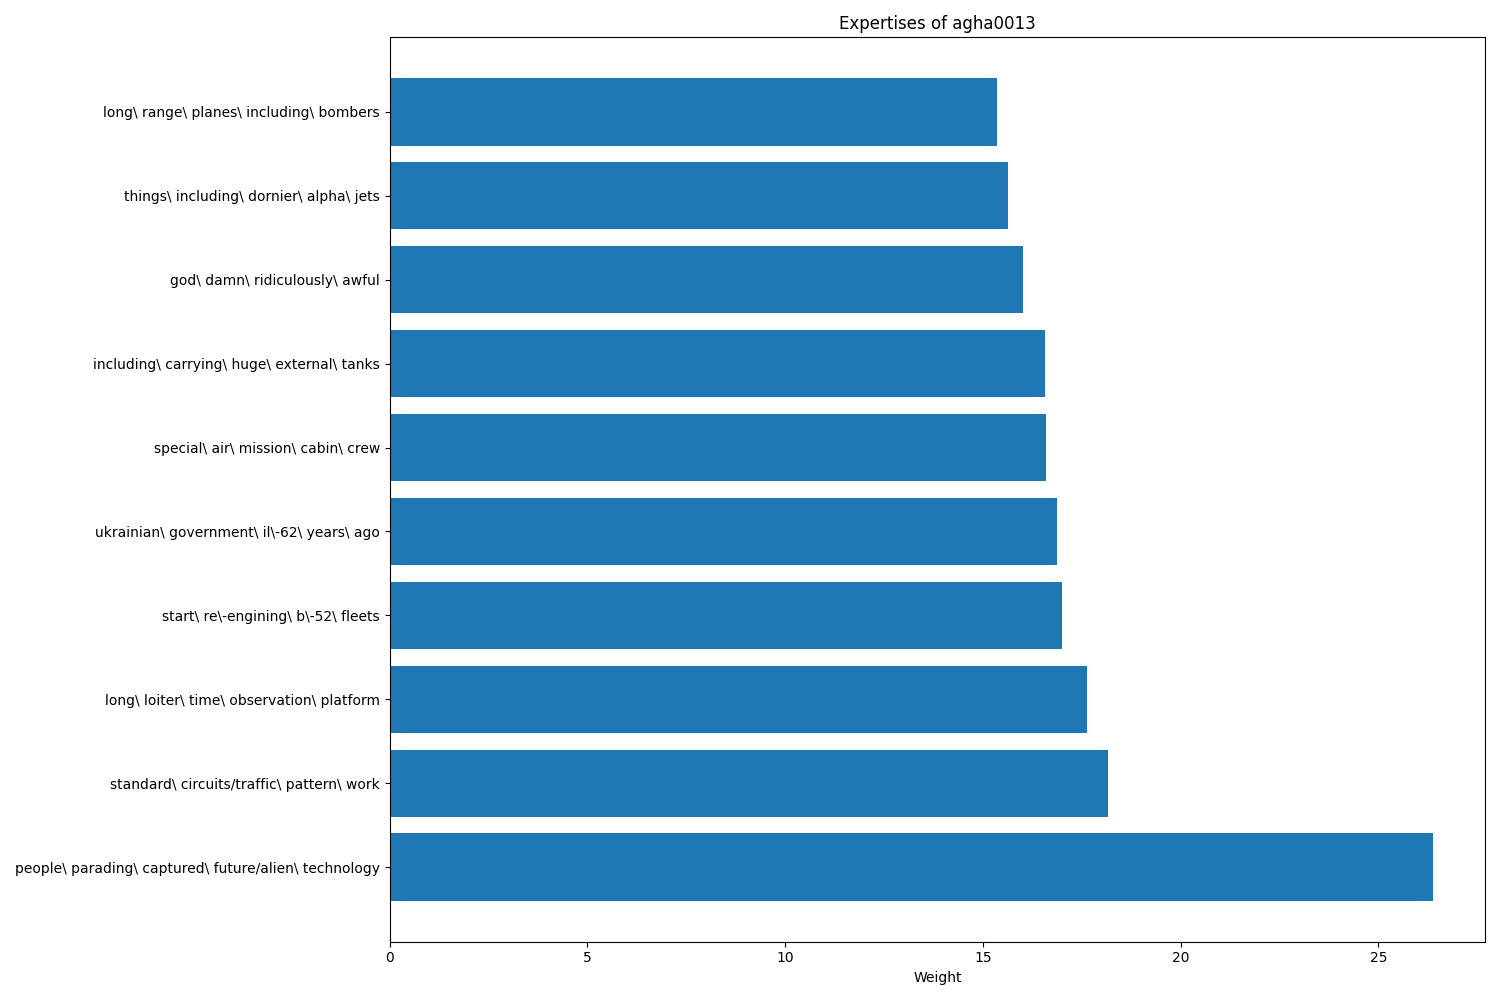 Expertises of agha0013
long\ range\ planes\ including\ bombers
things\ including\ dornier\ alpha\ jets
god\ damn\ ridiculously\ awful
including\ carrying\ huge\ external\ tanks
special\ air\ mission\ cabin\ crew
ukrainian\ government\ il\-62\ years\ ago
start\ re\-engining\ b\-52\ fleets
long\ loiter\ time\ observation\ platform
standard\ circuits/traffic\ pattern\ work
people\ parading\ captured\ future/alien\ technology
0 5 10 15 20 25
Weight